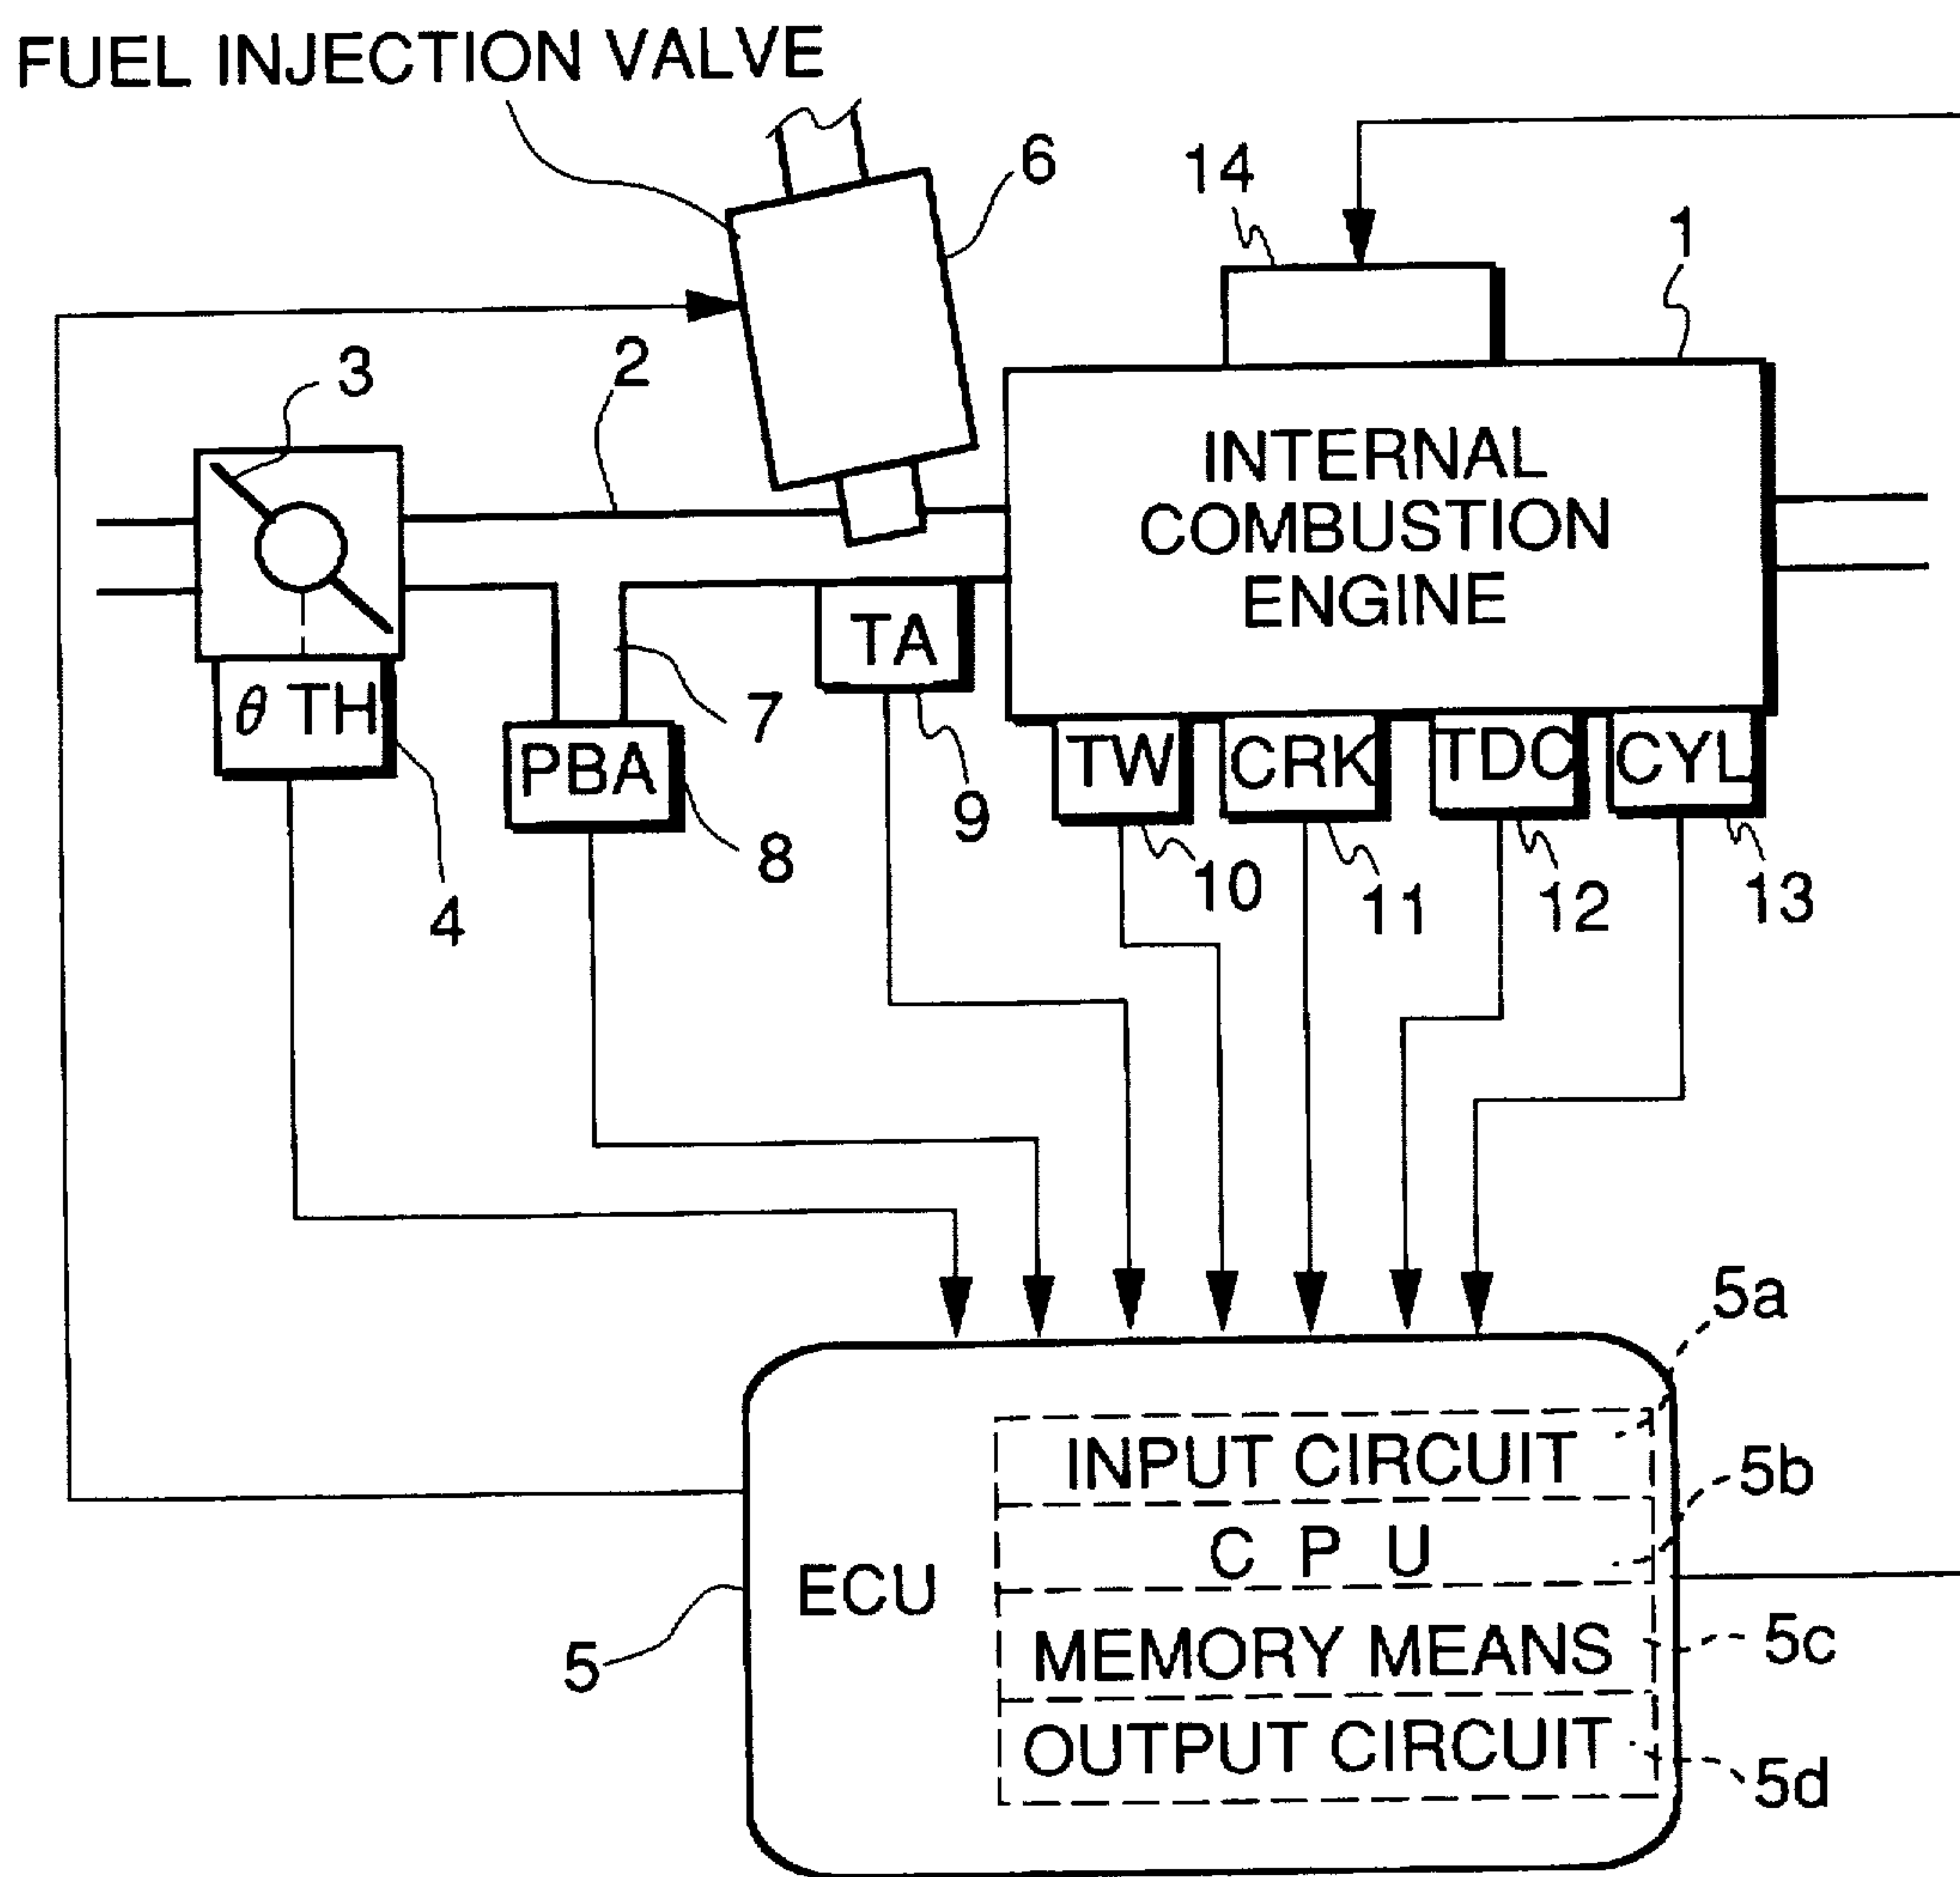 FUEL INJECTION VALVE
6
14
1
3
2
INTERNAL
COMBUSTION
ENGINE
θ TH
7
TA
PBA
TW
CRK
TDC
CYL
4
8
9
10
11
12
13
5a
INPUT CIRCUIT
5b
C P U
ECU
5
MEMORY MEANS
5c
OUTPUT CIRCUIT
5d